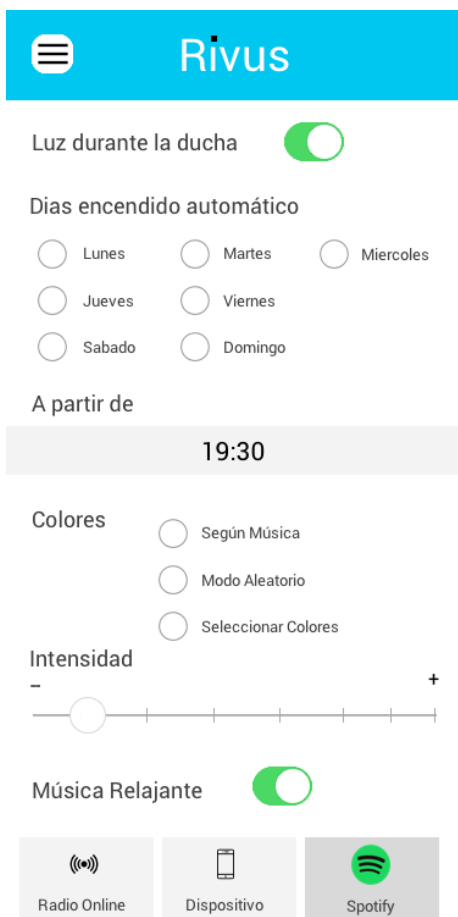 Rivus
Luz durante la ducha
Dias encendido automático
Lunes Martes Miercoles
Jueves Viernes
Sabado Domingo
A partir de
19:30
Colores
Según Música
Modo Aleatorio
Seleccionar Colores
Intensidad
– +
Música Relajante
Radio Online Dispositivo Spotify